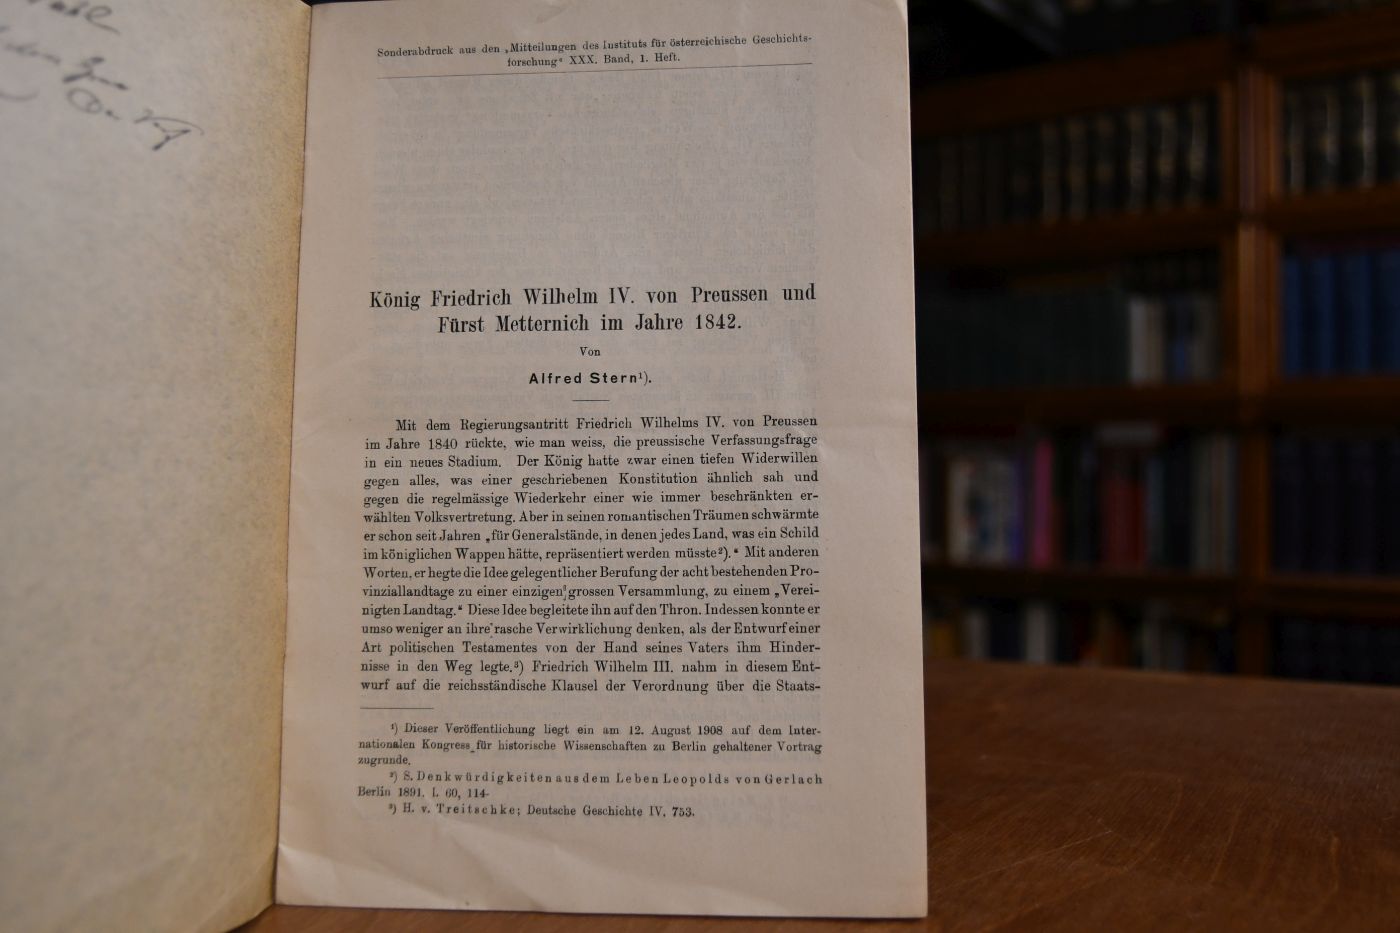 Sonderabdruck aus den „Mitteilungen des Instituts für österreichische Geschichts-
forschung“ XXX. Band, 1. Heft.
König Friedrich Wilhelm IV. von Preussen und
Fürst Metternich im Jahre 1842.
Von
Alfred Stern¹).
Mit dem Regierungsantritt Friedrich Wilhelms IV. von Preussen
im Jahre 1840 rückte, wie man weiss, die preussische Verfassungsfrage
in ein neues Stadium. Der König hatte zwar einen tiefen Widerwillen
gegen alles, was einer geschriebenen Konstitution ähnlich sah und
gegen die regelmässige Wiederkehr einer wie immer beschränkten er-
wählten Volksvertretung. Aber in seinen romantischen Träumen schwärmte
er schon seit Jahren „für Generalstände, in denen jedes Land, was ein Schild
im königlichen Wappen hätte, repräsentiert werden müsste²).“ Mit anderen
Worten, er hegte die Idee gelegentlicher Berufung der acht bestehenden Pro-
vinziallandtage zu einer einzigen grossen Versammlung, zu einem „Verei-
nigten Landtag.“ Diese Idee begleitete ihn auf den Thron. Indessen konnte er
umso weniger an ihre rasche Verwirklichung denken, als der Entwurf einer
Art politischen Testamentes von der Hand seines Vaters ihm Hinder-
nisse in den Weg legte.³) Friedrich Wilhelm III. nahm in diesem Ent-
wurf auf die reichsständische Klausel der Verordnung über die Staats-
¹) Dieser Veröffentlichung liegt ein am 12. August 1908 auf dem Inter-
nationalen Kongress für historische Wissenschaften zu Berlin gehaltener Vortrag
zugrunde.
²) S. Denkwürdigkeiten aus dem Leben Leopolds von Gerlach
Berlin 1891. I. 60, 114.
³) H. v. Treitschke; Deutsche Geschichte IV, 753.